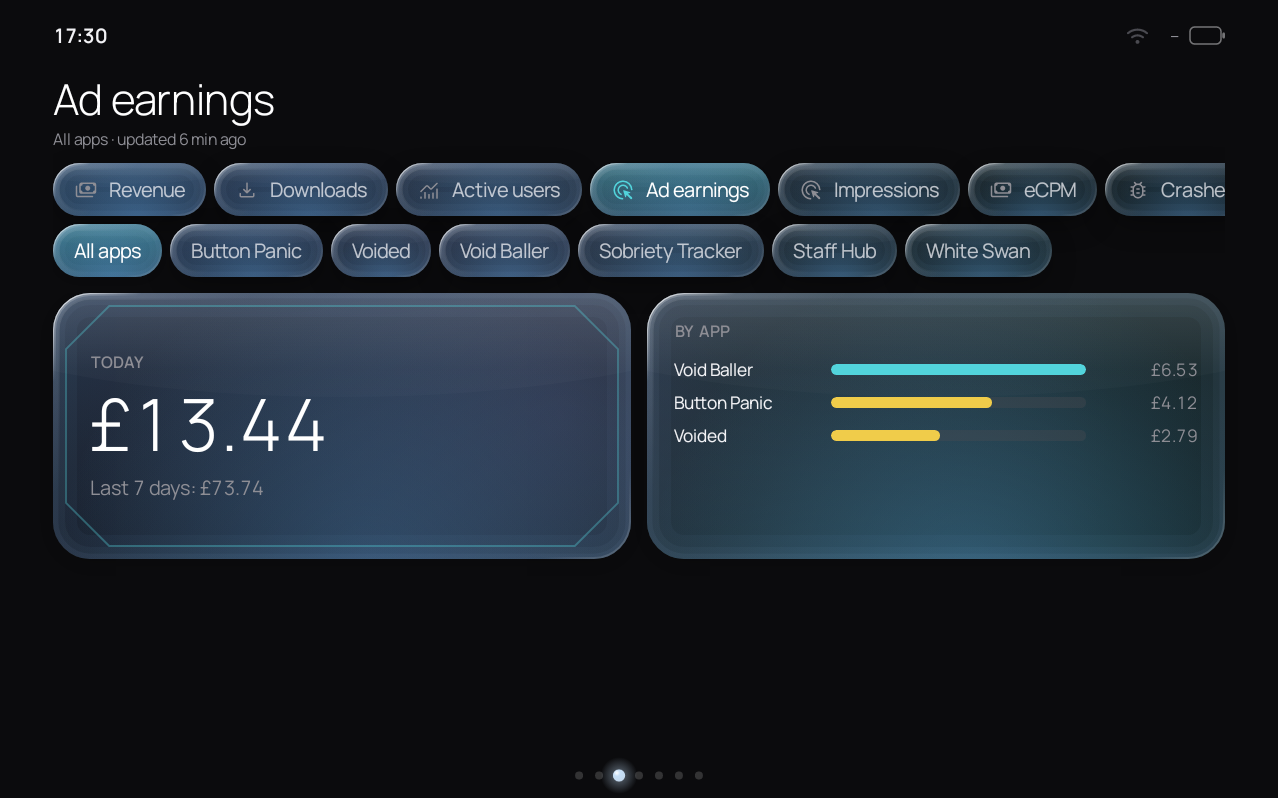 17:30
Ad earnings
All apps · updated 6 min ago
Revenue Downloads Active users Ad earnings Impressions eCPM Crashe
All apps Button Panic Voided Void Baller Sobriety Tracker Staff Hub White Swan
TODAY
£13.44
Last 7 days: £73.74
BY APP
Void Baller £6.53
Button Panic £4.12
Voided £2.79